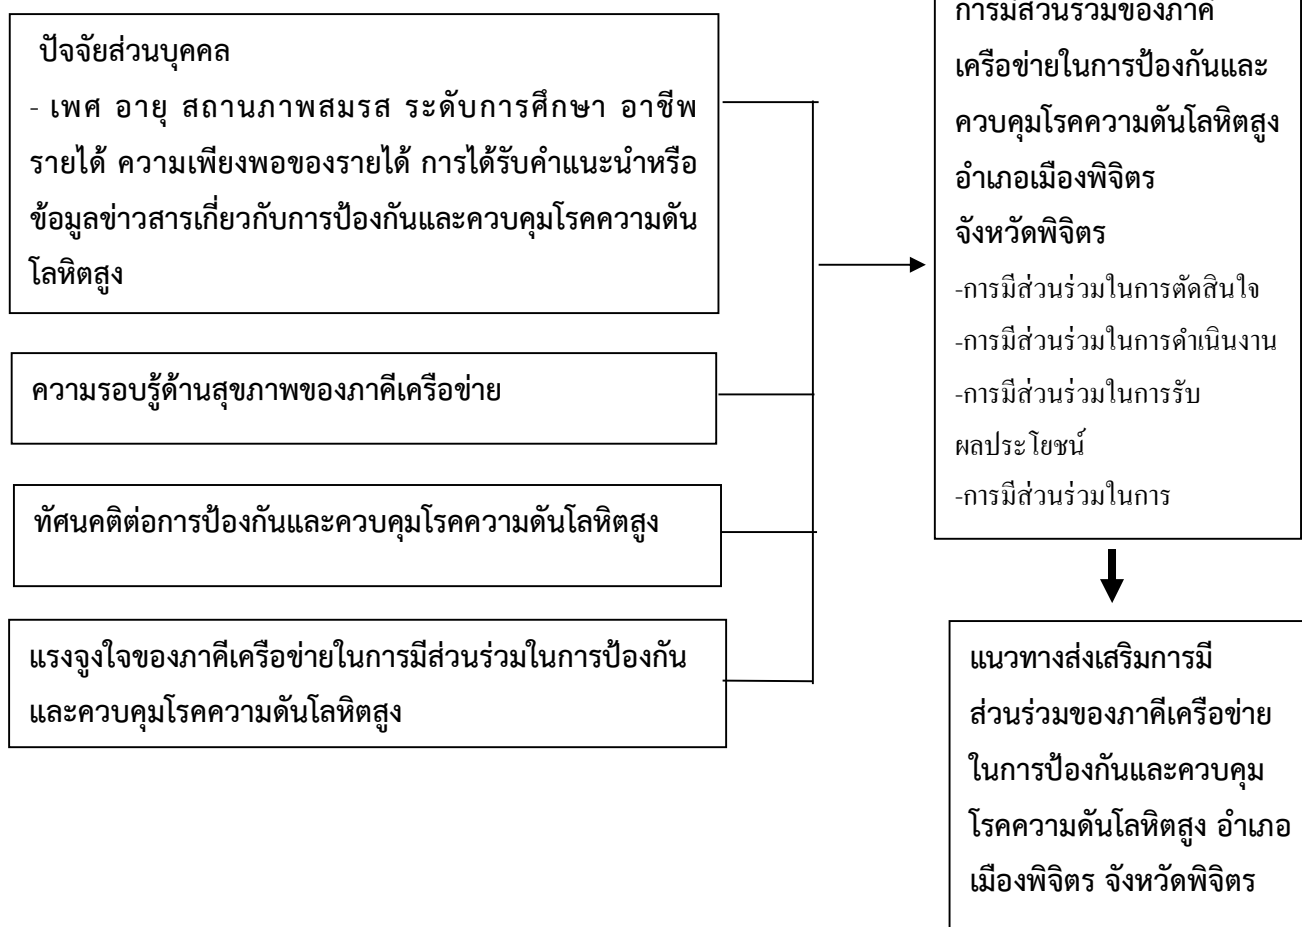 ปัจจัยส่วนบุคคล
- เพศ อายุ สถานภาพสมรส ระดับการศึกษา อาชีพ
รายได้ ความเพียงพอของรายได้ การได้รับคำแนะนำหรือ
ข้อมูลข่าวสารเกี่ยวกับการป้องกันและควบคุมโรคความดัน
โลหิตสูง
ความรอบรู้ด้านสุขภาพของภาคีเครือข่าย
ทัศนคติต่อการป้องกันและควบคุมโรคความดันโลหิตสูง
แรงจูงใจของภาคีเครือข่ายในการมีส่วนร่วมในการป้องกัน
และควบคุมโรคความดันโลหิตสูง
การมีส่วนร่วมของภาคี
เครือข่ายในการป้องกันและ
ควบคุมโรคความดันโลหิตสูง
อำเภอเมืองพิจิตร
จังหวัดพิจิตร
-การมีส่วนร่วมในการตัดสินใจ
-การมีส่วนร่วมในการดำเนินงาน
-การมีส่วนร่วมในการรับ
ผลประโยชน์
-การมีส่วนร่วมในการ
แนวทางส่งเสริมการมี
ส่วนร่วมของภาคีเครือข่าย
ในการป้องกันและควบคุม
โรคความดันโลหิตสูง อำเภอ
เมืองพิจิตร จังหวัดพิจิตร